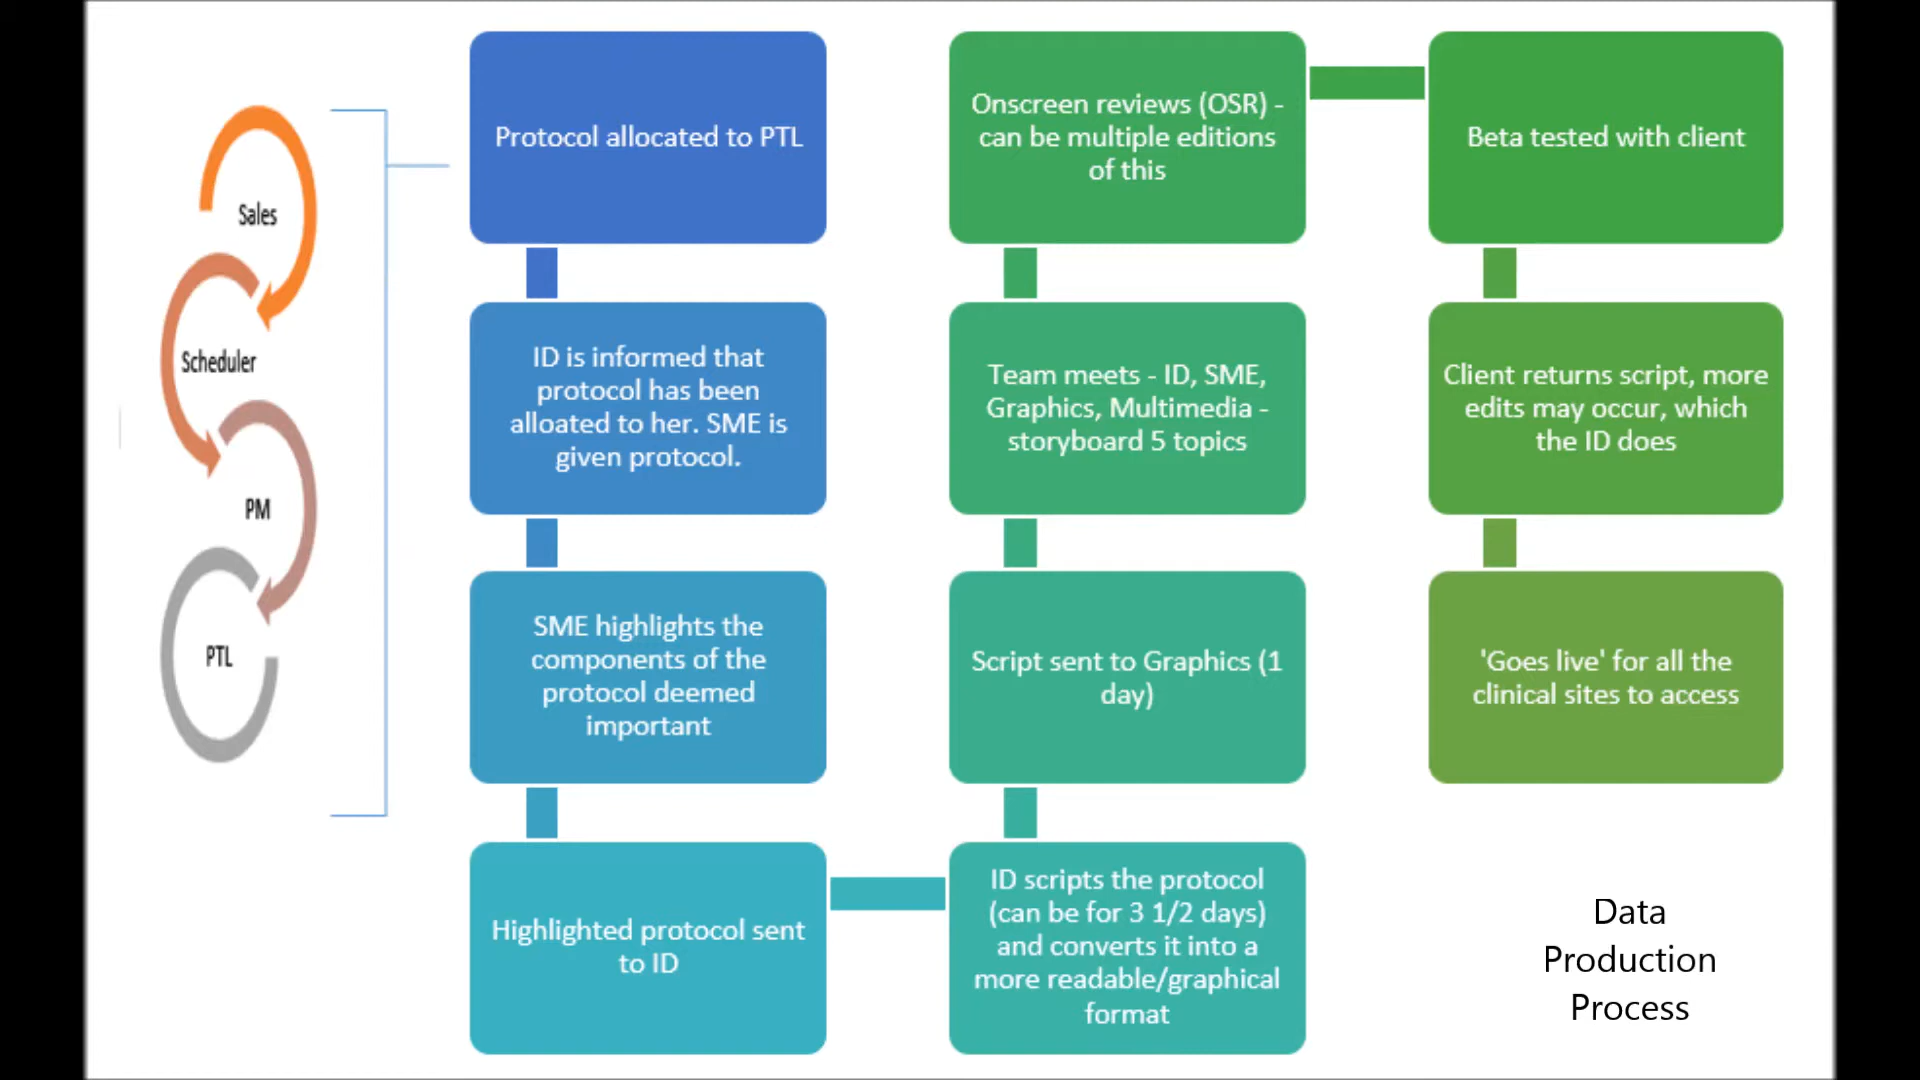 Sales
Scheduler
PM
PTL
Protocol allocated to PTL
ID is informed that
protocol has been
alloated to her. SME is
given protocol.
SME highlights the
components of the
protocol deemed
important
Highlighted protocol sent
to ID
ID scripts the protocol
(can be for 3 1/2 days)
and converts it into a
more readable/graphical
format
Script sent to Graphics (1
day)
Team meets - ID, SME,
Graphics, Multimedia -
storyboard 5 topics
Onscreen reviews (OSR) -
can be multiple editions
of this
Beta tested with client
Client returns script, more
edits may occur, which
the ID does
'Goes live' for all the
clinical sites to access
Data
Production
Process